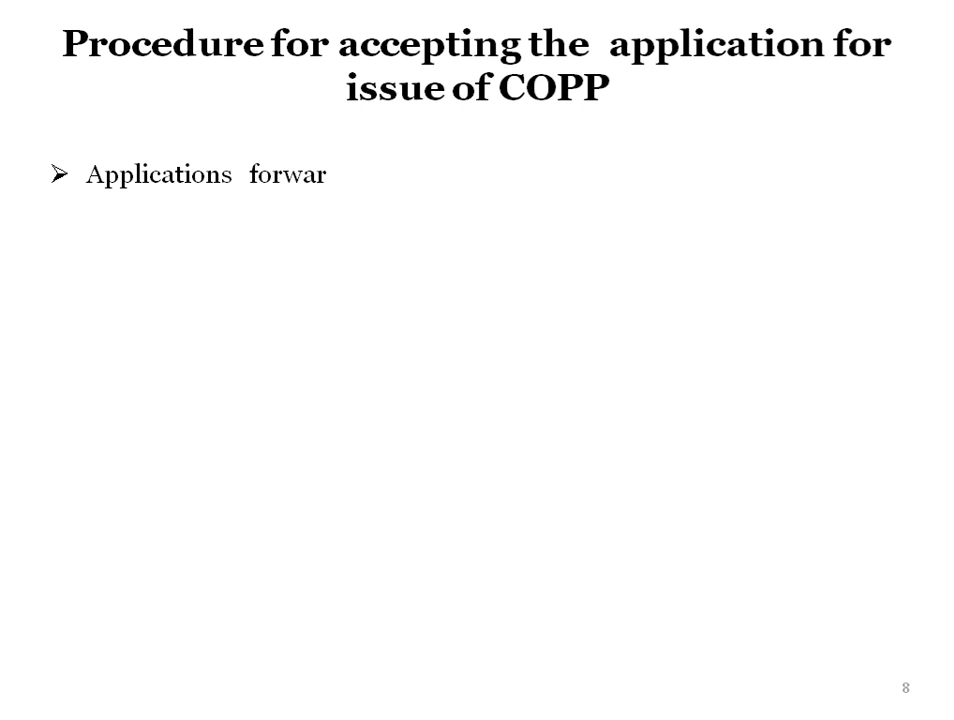 Procedure for accepting the  application for
issue of COPP
➢ Applications  forwar
8